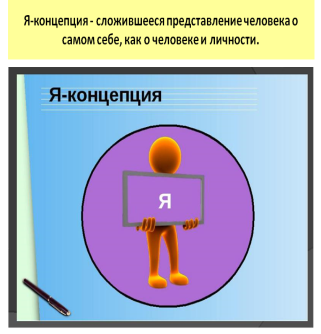 Я-концепция - сложившееся представление человека о
самом себе, как о человеке и личности.
Я-концепция
Я